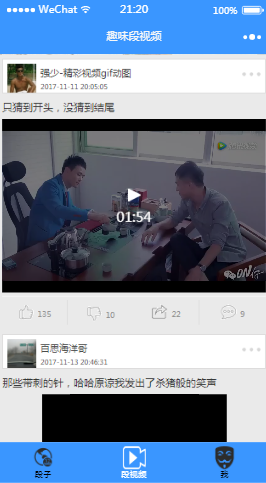 WeChat 21:20 100%
趣味段视频
强少-精彩视频gif动图
2017-11-11 20:05:05
只猜到开头，没猜到结尾
腾讯视频
01:54
135 10 22 9
百思海洋哥
2017-11-13 20:46:31
那些带刺的针，哈哈原谅我发出了杀猪般的笑声
段子 段视频 我